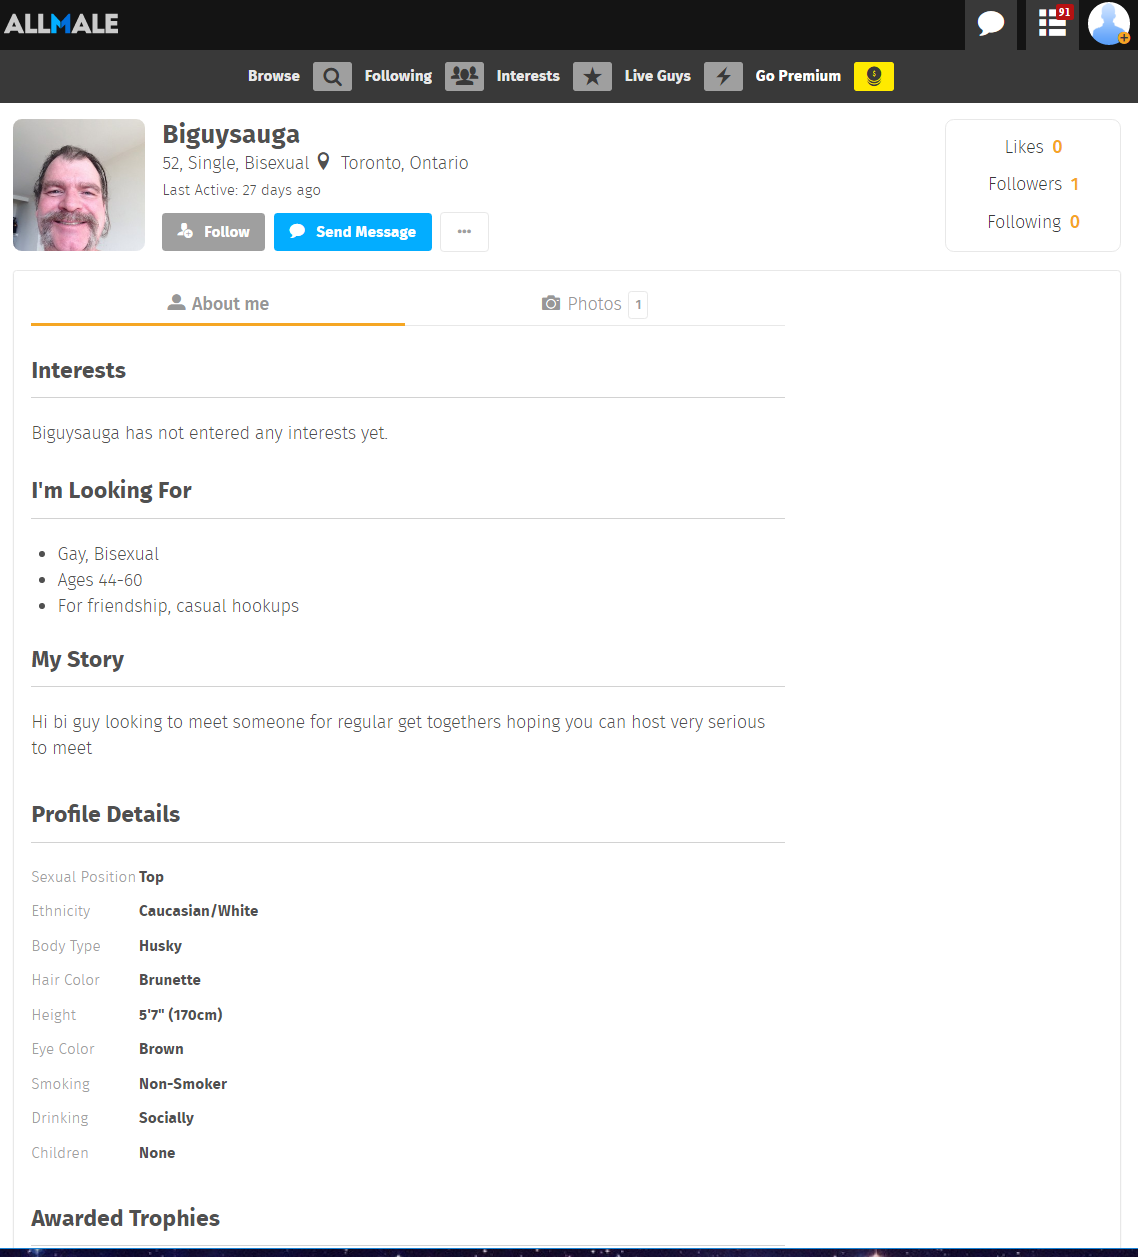 ALLMALE
91
Browse Following Interests Live Guys Go Premium
Biguysauga
52, Single, Bisexual Toronto, Ontario
Last Active: 27 days ago
Follow Send Message ...
Likes 0
Followers 1
Following 0
About me Photos 1
Interests
Biguysauga has not entered any interests yet.
I'm Looking For
• Gay, Bisexual
• Ages 44-60
• For friendship, casual hookups
My Story
Hi bi guy looking to meet someone for regular get togethers hoping you can host very serious
to meet
Profile Details
Sexual Position Top
Ethnicity Caucasian/White
Body Type Husky
Hair Color Brunette
Height 5'7" (170cm)
Eye Color Brown
Smoking Non-Smoker
Drinking Socially
Children None
Awarded Trophies